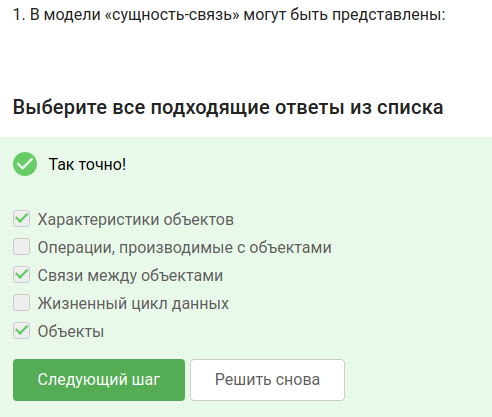 1. В модели «сущность-связь» могут быть представлены:
Выберите все подходящие ответы из списка
Так точно!
Характеристики объектов
Операции, производимые с объектами
Связи между объектами
Жизненный цикл данных
Объекты
Следующий шаг
Решить снова